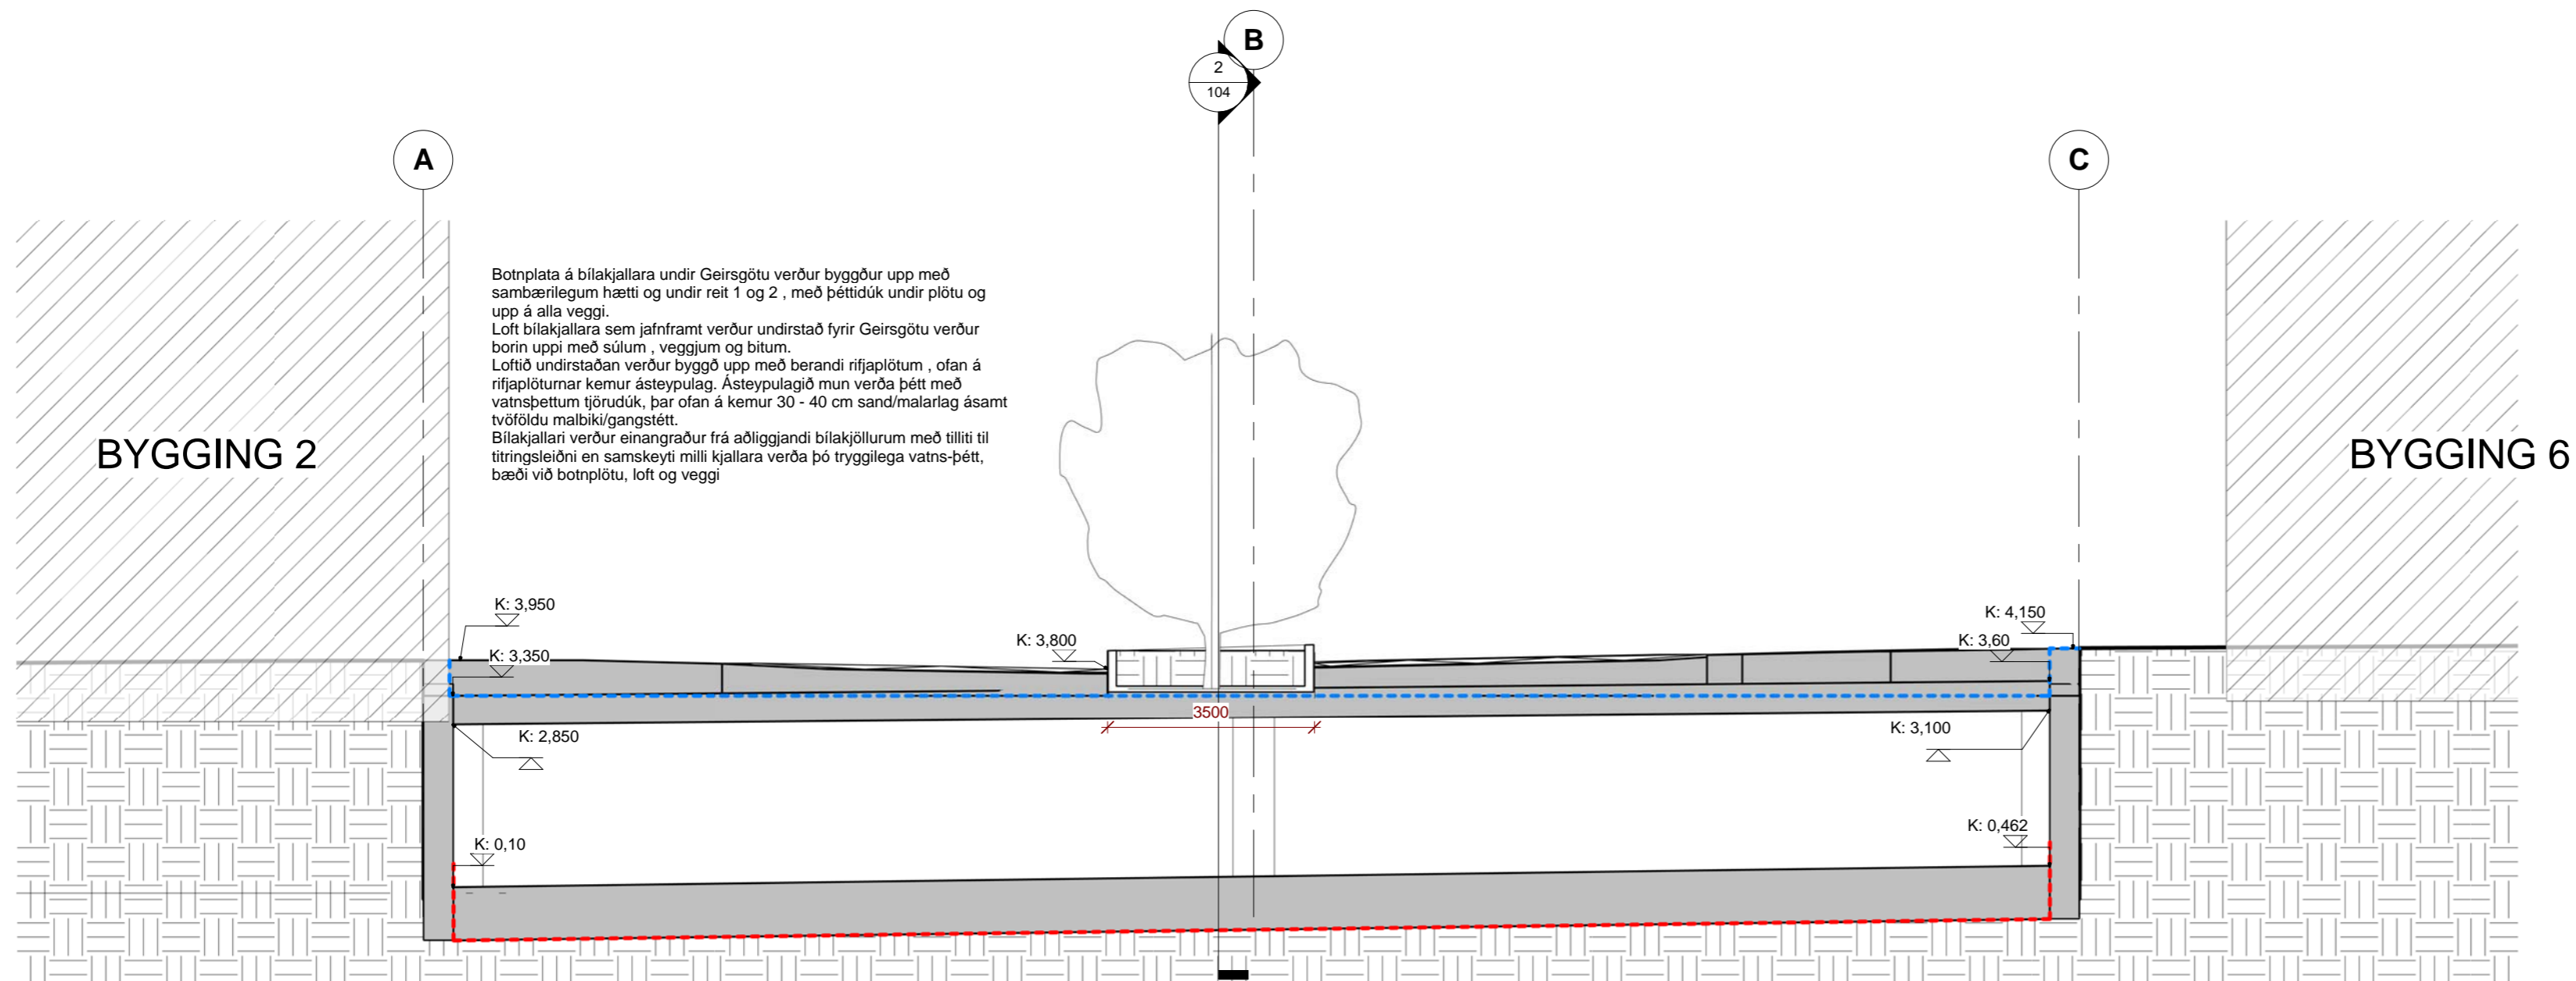 B
2
104
A
C
Botnplata á bílakjallara undir Geirsgötu verður byggður upp með
sambærilegum hætti og undir reit 1 og 2 , með þéttidúk undir plötu og
upp á alla veggi.
Loft bílakjallara sem jafnframt verður undirstað fyrir Geirsgötu verður
borin uppi með súlum , veggjum og bitum.
Loftið undirstaðan verður byggð upp með berandi rifjaplötum , ofan á
rifjaplöturnar kemur ásteypulag. Ásteypulagið mun verða þétt með
vatnsþettum tjörudúk, þar ofan á kemur 30 - 40 cm sand/malarlag ásamt
tvöföldu malbiki/gangstétt.
Bílakjallari verður einangraður frá aðliggjandi bílakjöllurum með tilliti til
titringsleiðni en samskeyti milli kjallara verða þó tryggilega vatns-þétt,
bæði við botnplötu, loft og veggi
BYGGING 2
BYGGING 6
K: 3,950
K: 4,150
K: 3,800
K: 3,60
K: 3,350
3500
K: 2,850
K: 3,100
K: 0,10
K: 0,462